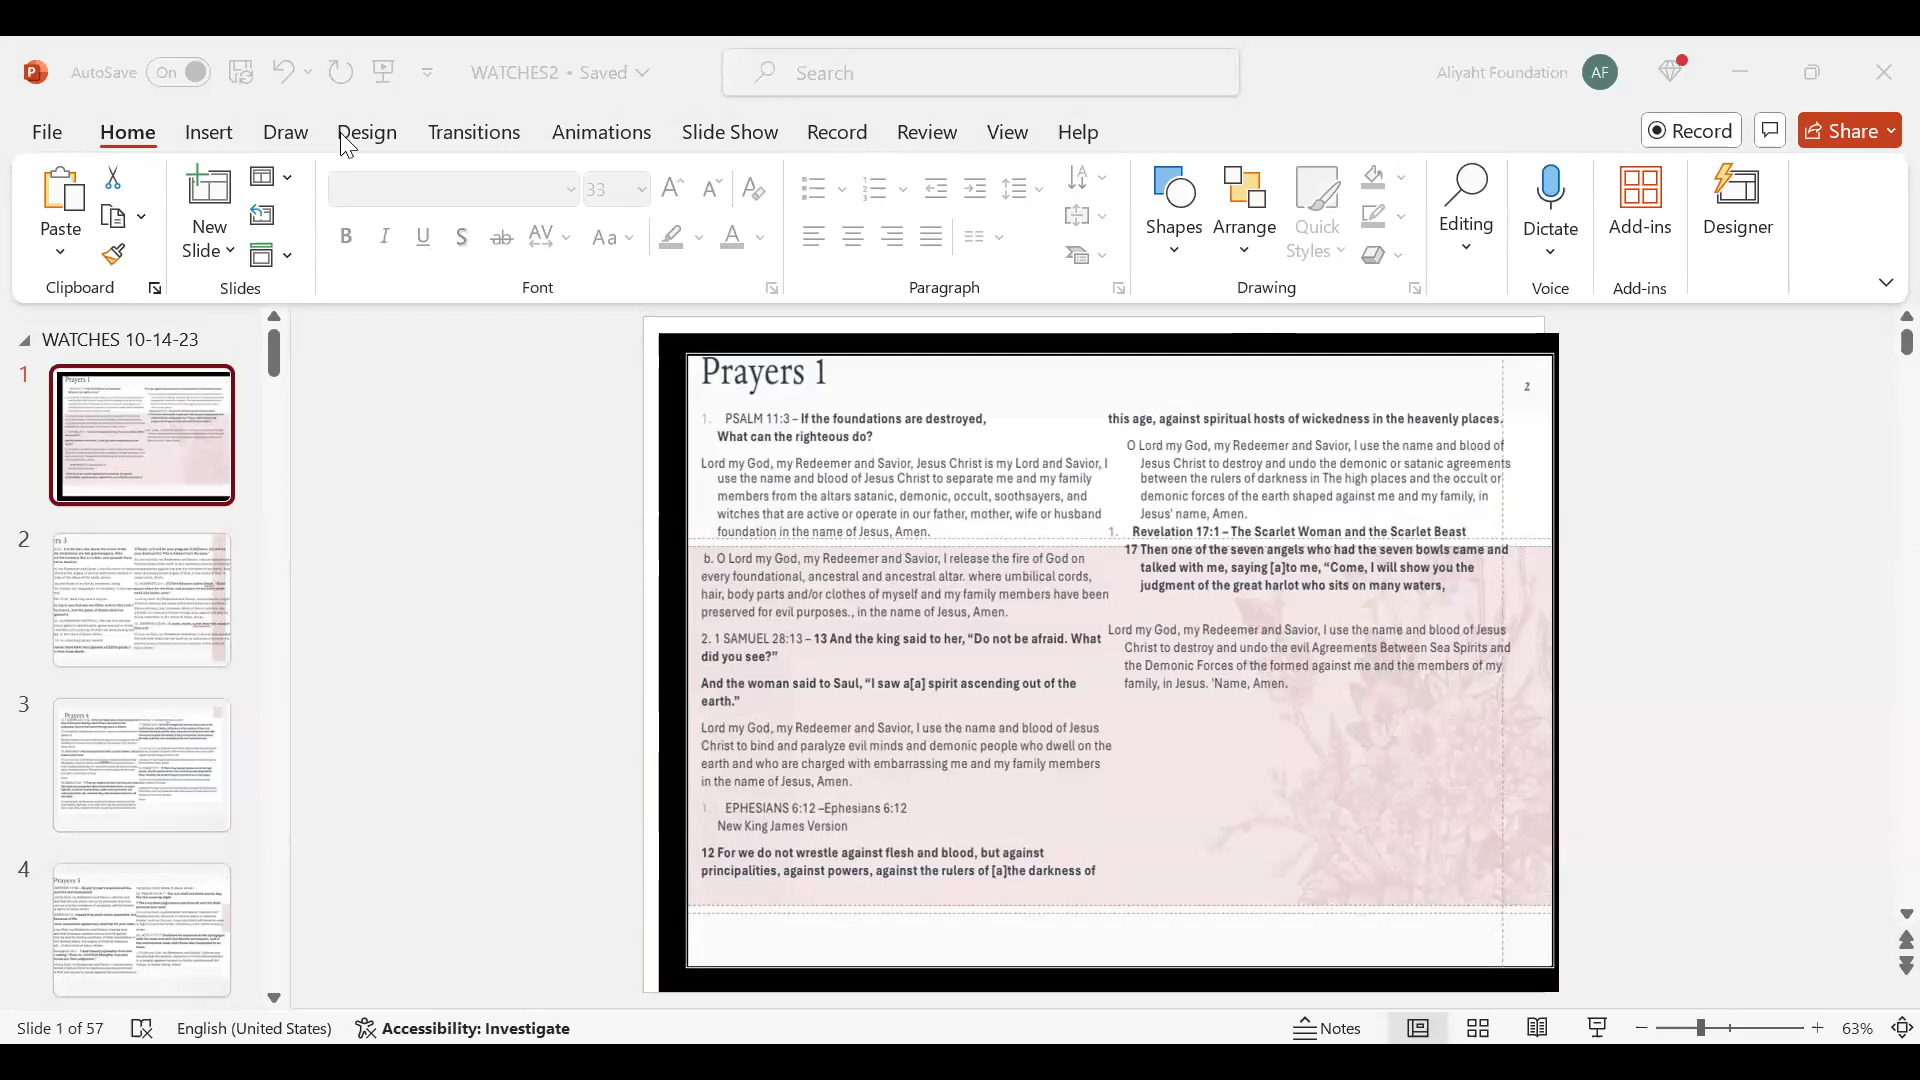 AutoSave On WATCHES2 • Saved Search Aliyaht Foundation AF
File Home Insert Draw Design Transitions Animations Slide Show Record Review View Help Record Share
33
Paste New Slide B I U S ab AV Aa A Shapes Arrange Quick Styles Editing Dictate Add-ins Designer
Clipboard Slides Font Paragraph Drawing Voice Add-ins
WATCHES 10-14-23
1
2
3
4
Prayers 1
2
1. PSALM 11:3 – If the foundations are destroyed,
What can the righteous do?
Lord my God, my Redeemer and Savior, Jesus Christ is my Lord and Savior, I
use the name and blood of Jesus Christ to separate me and my family
members from the altars satanic, demonic, occult, soothsayers, and
witches that are active or operate in our father, mother, wife or husband
foundation in the name of Jesus, Amen.
b. O Lord my God, my Redeemer and Savior, I release the fire of God on
every foundational, ancestral and ancestral altar. where umbilical cords,
hair, body parts and/or clothes of myself and my family members have been
preserved for evil purposes., in the name of Jesus, Amen.
2. 1 SAMUEL 28:13 – 13 And the king said to her, “Do not be afraid. What
did you see?”
And the woman said to Saul, “I saw a[a] spirit ascending out of the
earth.”
Lord my God, my Redeemer and Savior, I use the name and blood of Jesus
Christ to bind and paralyze evil minds and demonic people who dwell on the
earth and who are charged with embarrassing me and my family members
in the name of Jesus, Amen.
1. EPHESIANS 6:12 –Ephesians 6:12
New King James Version
12 For we do not wrestle against flesh and blood, but against
principalities, against powers, against the rulers of [a]the darkness of
this age, against spiritual hosts of wickedness in the heavenly places.
O Lord my God, my Redeemer and Savior, I use the name and blood of
Jesus Christ to destroy and undo the demonic or satanic agreements
between the rulers of darkness in The high places and the occult or
demonic forces of the earth shaped against me and my family, in
Jesus' name, Amen.
1. Revelation 17:1 – The Scarlet Woman and the Scarlet Beast
17 Then one of the seven angels who had the seven bowls came and
talked with me, saying [a]to me, “Come, I will show you the
judgment of the great harlot who sits on many waters,
Lord my God, my Redeemer and Savior, I use the name and blood of Jesus
Christ to destroy and undo the evil Agreements Between Sea Spirits and
the Demonic Forces of the formed against me and the members of my
family, in Jesus. 'Name, Amen.
Slide 1 of 57 English (United States) Accessibility: Investigate Notes 63%